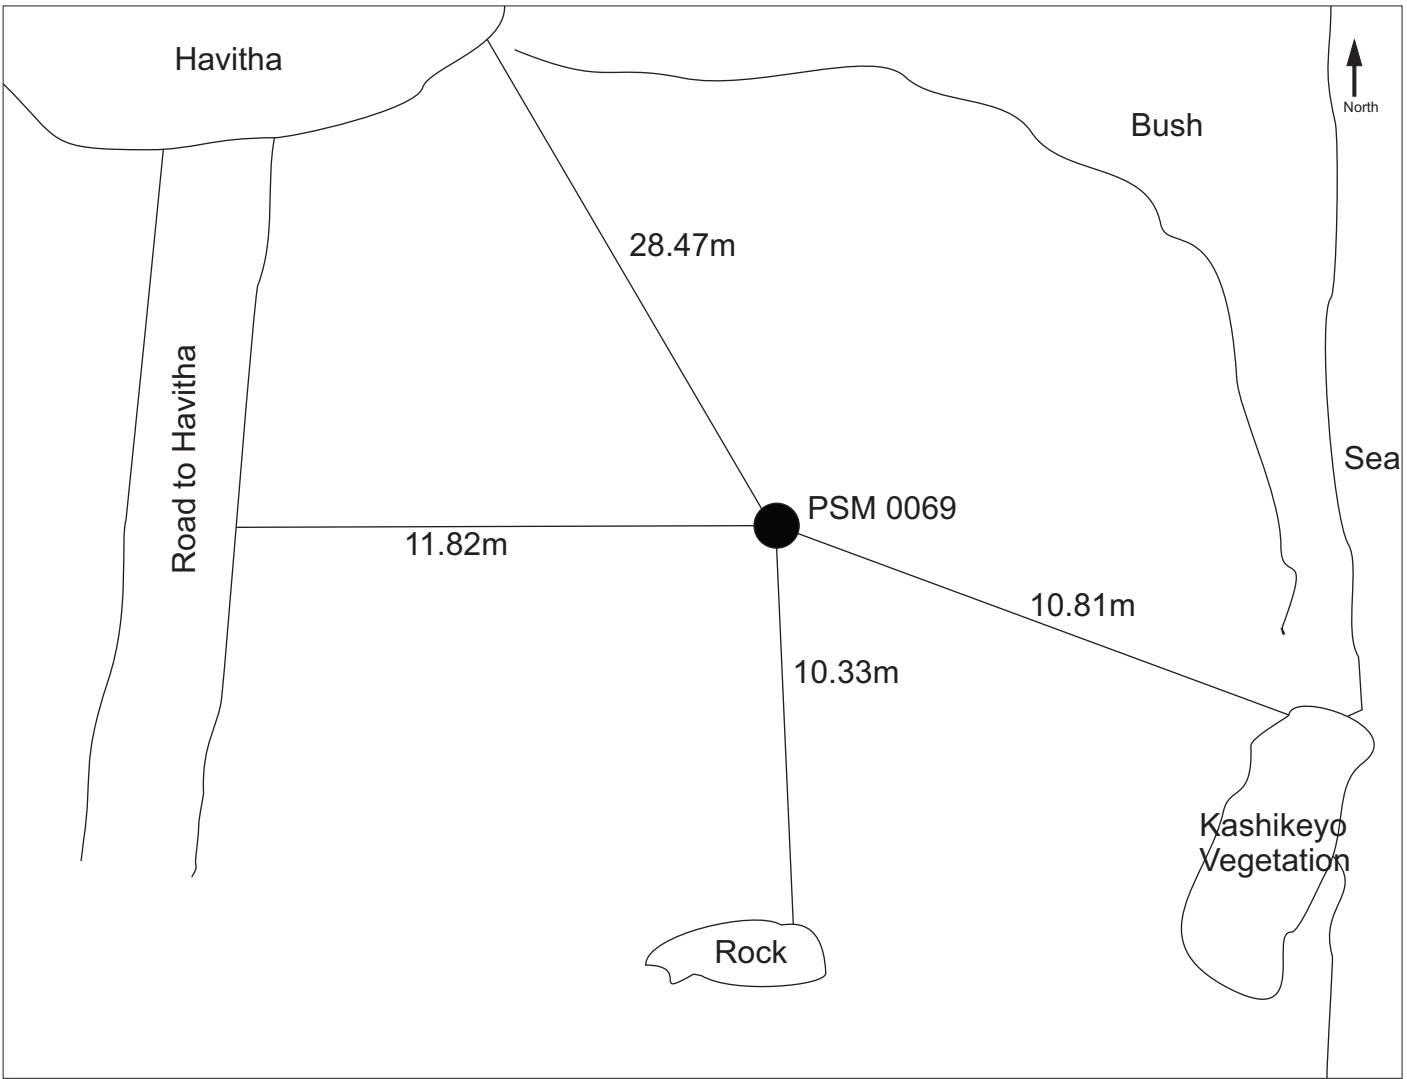 Havitha
North
Bush
28.47m
Road to Havitha
Sea
PSM 0069
11.82m
10.81m
10.33m
Kashikeyo
Vegetation
Rock